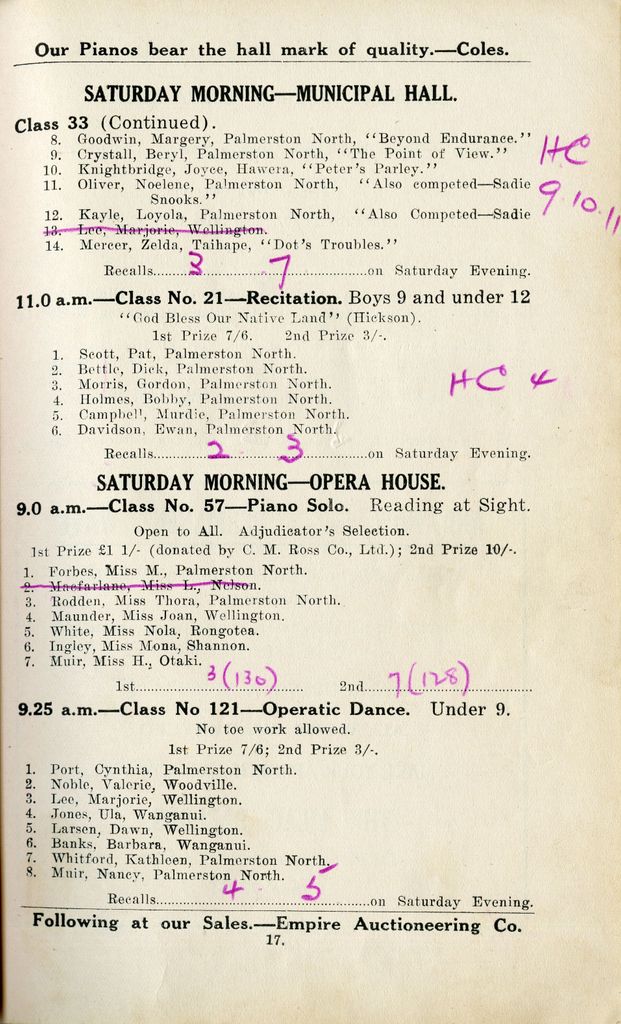 Our Pianos bear the hall mark of quality.—Coles.
SATURDAY MORNING—MUNICIPAL HALL.
Class 33 (Continued).
8. Goodwin, Margery, Palmerston North, "Beyond Endurance."
9. Crystall, Beryl, Palmerston North, "The Point of View."
HC
10. Knightbridge, Joyce, Hawera, "Peter's Parley."
11. Oliver, Noelene, Palmerston North, "Also competed—Sadie
Snooks."
9 10 11
12. Kayle, Loyola, Palmerston North, "Also Competed—Sadie
13. Lee, Marjorie, Wellington.
14. Mercer, Zelda, Taihape, "Dot's Troubles."
Recalls...3...7...on Saturday Evening.
11.0 a.m.—Class No. 21—Recitation. Boys 9 and under 12
"God Bless Our Native Land" (Hickson).
1st Prize 7/6. 2nd Prize 3/-.
1. Scott, Pat, Palmerston North.
2. Bettle, Dick, Palmerston North.
3. Morris, Gordon, Palmerston North.
HC 4
4. Holmes, Bobby, Palmerston North.
5. Campbell, Murdie, Palmerston North.
6. Davidson, Ewan, Palmerston North.
Recalls...2...3...on Saturday Evening.
SATURDAY MORNING—OPERA HOUSE.
9.0 a.m.—Class No. 57—Piano Solo. Reading at Sight.
Open to All. Adjudicator's Selection.
1st Prize £1 1/- (donated by C. M. Ross Co., Ltd.); 2nd Prize 10/-.
1. Forbes, Miss M., Palmerston North.
2. Macfarlane, Miss L., Nelson.
3. Rodden, Miss Thora, Palmerston North.
4. Maunder, Miss Joan, Wellington.
5. White, Miss Nola, Rongotea.
6. Ingley, Miss Mona, Shannon.
7. Muir, Miss H., Otaki.
1st...3 (130)... 2nd...7 (128)...
9.25 a.m.—Class No 121—Operatic Dance. Under 9.
No toe work allowed.
1st Prize 7/6; 2nd Prize 3/-.
1. Port, Cynthia, Palmerston North.
2. Noble, Valerie, Woodville.
3. Lee, Marjorie, Wellington.
4. Jones, Ula, Wanganui.
5. Larsen, Dawn, Wellington.
6. Banks, Barbara, Wanganui.
7. Whitford, Kathleen, Palmerston North.
8. Muir, Nancy, Palmerston North.
Recalls...4...5...on Saturday Evening.
Following at our Sales.—Empire Auctioneering Co.
17.